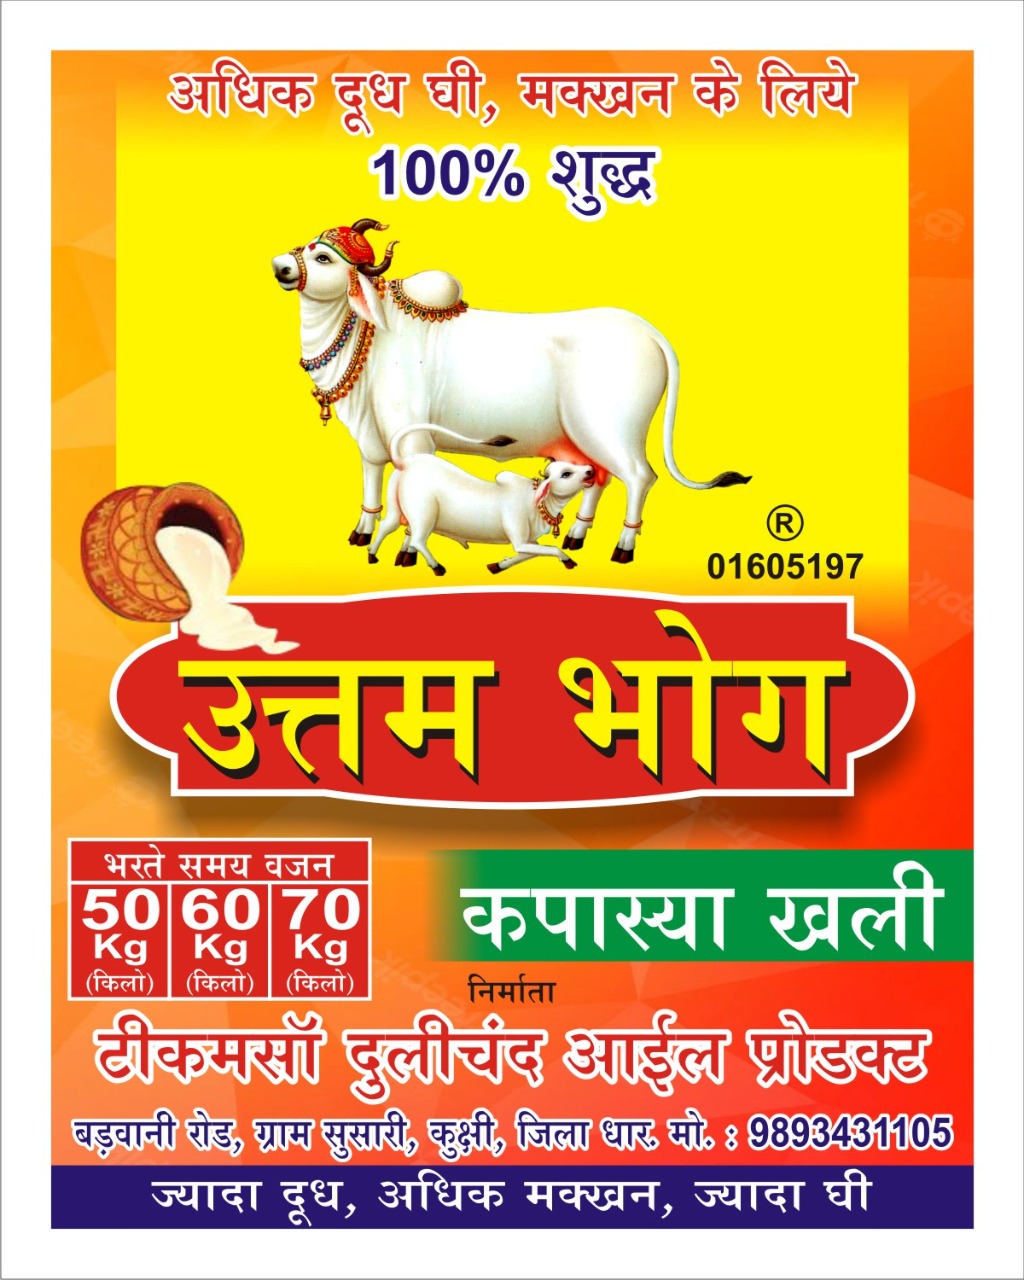 अधिक दूध घी, मक्खन के लिये
100% शुद्ध
®
01605197
उत्तम भोग
भरते समय वजन
50 60 70
Kg Kg Kg
(किलो) (किलो) (किलो)
कपास्या खली
निर्माता
टीकमसॉ दुलीचंद आईल प्रोडक्ट
बड़वानी रोड, ग्राम सुसारी, कुक्षी, जिला धार. मो. : 9893431105
ज्यादा दूध, अधिक मक्खन, ज्यादा घी